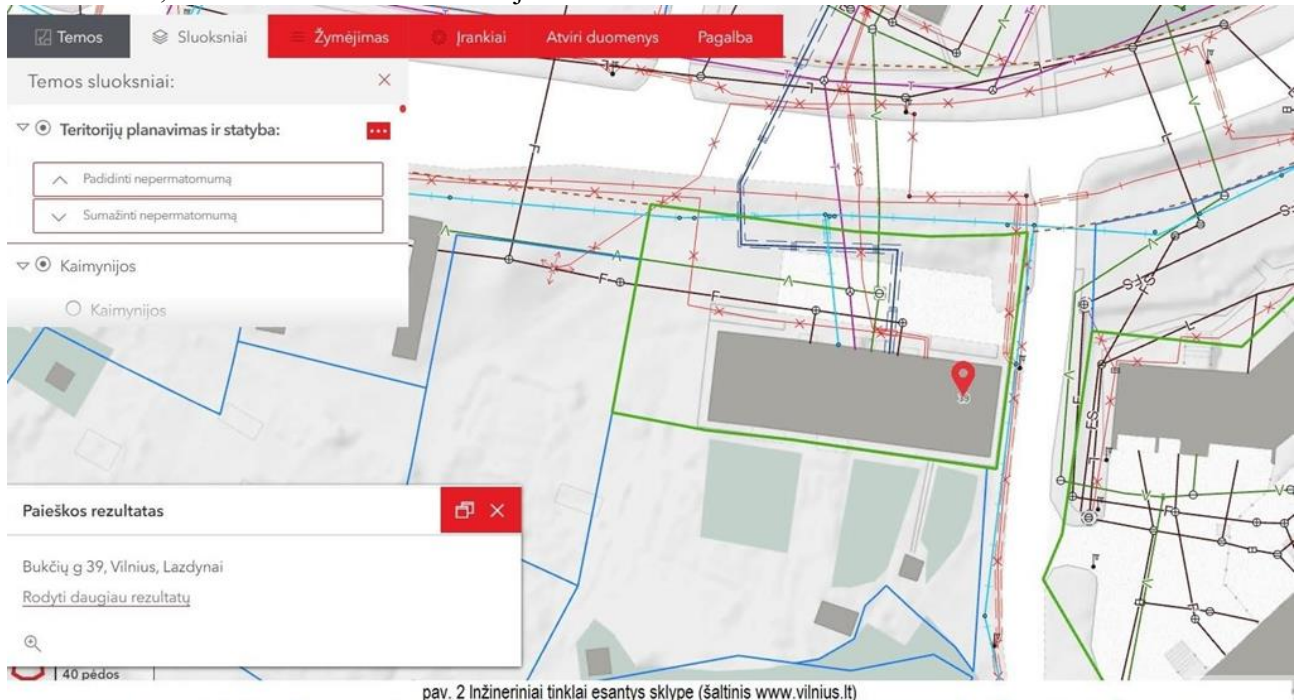 Temos
Sluoksniai
Žymėjimas
Įrankiai
Atviri duomenys
Pagalba
Temos sluoksniai:
Teritorijų planavimas ir statyba:
Padidinti nepermatomumą
Sumažinti nepermatomumą
Kaimynijos
Kaimynijos
39
Paieškos rezultatas
Bukčių g 39, Vilnius, Lazdynai
Rodyti daugiau rezultatų
40 pėdos
pav. 2 Inžineriniai tinklai esantys sklype (šaltinis www.vilnius.lt)